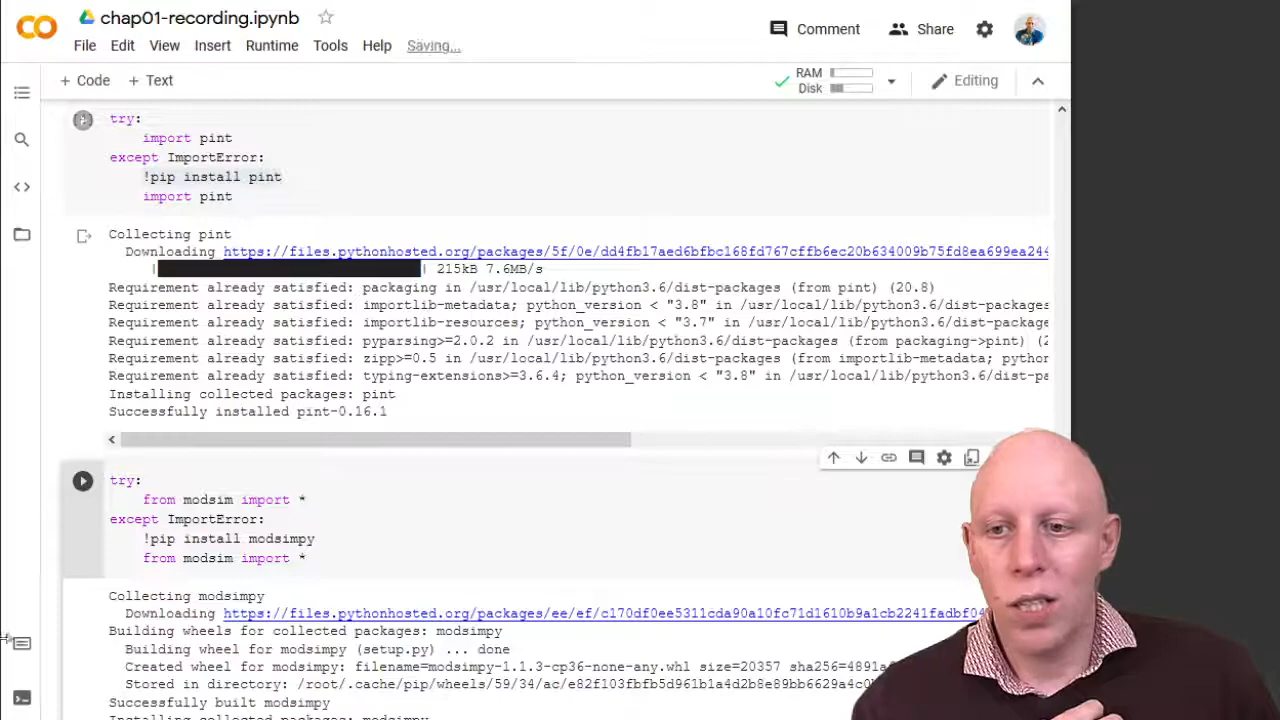 chap01-recording.ipynb
Comment
Share
File Edit View Insert Runtime Tools Help Saving...
+ Code + Text
RAM
Disk
Editing
try:
import pint
except ImportError:
!pip install pint
import pint
Collecting pint
Downloading https://files.pythonhosted.org/packages/5f/0e/dd4fb17aed6bfbc168fd767cffb6ec20b634009b75fd8ea699ea244
| 215kB 7.6MB/s
Requirement already satisfied: packaging in /usr/local/lib/python3.6/dist-packages (from pint) (20.8)
Requirement already satisfied: importlib-metadata; python_version < "3.8" in /usr/local/lib/python3.6/dist-packages
Requirement already satisfied: importlib-resources; python_version < "3.7" in /usr/local/lib/python3.6/dist-package
Requirement already satisfied: pyparsing>=2.0.2 in /usr/local/lib/python3.6/dist-packages (from packaging->pint) (2
Requirement already satisfied: zipp>=0.5 in /usr/local/lib/python3.6/dist-packages (from importlib-metadata; python
Requirement already satisfied: typing-extensions>=3.6.4; python_version < "3.8" in /usr/local/lib/python3.6/dist-pa
Installing collected packages: pint
Successfully installed pint-0.16.1
try:
from modsim import *
except ImportError:
!pip install modsimpy
from modsim import *
Collecting modsimpy
Downloading https://files.pythonhosted.org/packages/ee/ef/c170df0ee5311cda90a10fc71d1610b9a1cb2241fadbf04
Building wheels for collected packages: modsimpy
Building wheel for modsimpy (setup.py) ... done
Created wheel for modsimpy: filename=modsimpy-1.1.3-cp36-none-any.whl size=20357 sha256=4891a
Stored in directory: /root/.cache/pip/wheels/59/34/ac/e82f103fbfb5d961b1a4d2b8e89bb6629a4c0b
Successfully built modsimpy
Installing collected packages: modsimpy